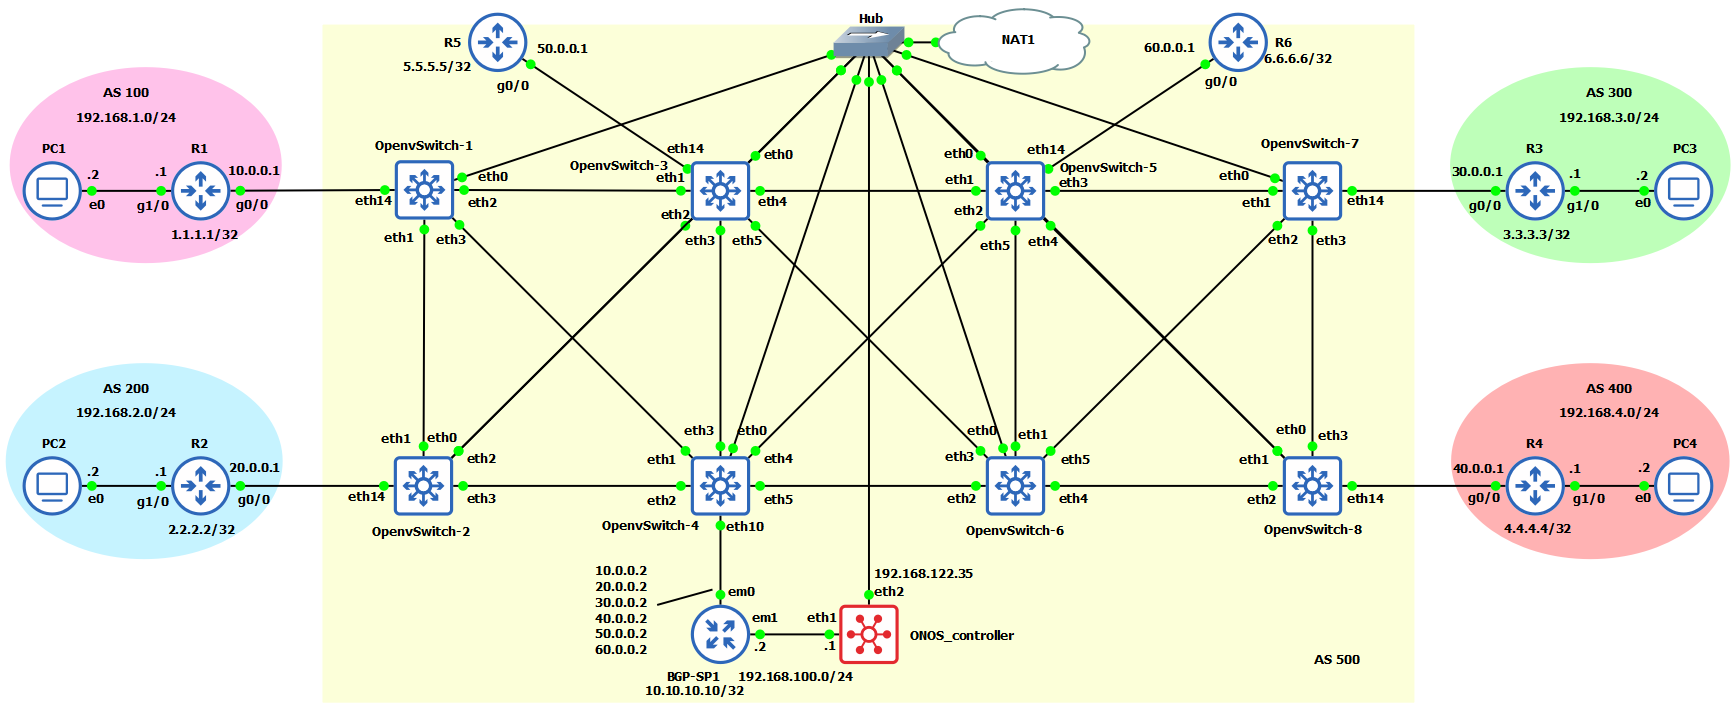 Hub
NAT1
R5
50.0.0.1
5.5.5.5/32
g0/0
60.0.0.1
R6
6.6.6.6/32
g0/0
AS 100
192.168.1.0/24
PC1
R1
.2
.1
10.0.0.1
e0
g1/0
g0/0
1.1.1.1/32
AS 300
192.168.3.0/24
R3
PC3
30.0.0.1
.1
.2
g0/0
g1/0
e0
3.3.3.3/32
OpenvSwitch-1
eth0
eth14
eth2
eth1
eth3
eth14
OpenvSwitch-3
eth1
eth0
eth2
eth4
eth3
eth5
eth14
eth0
OpenvSwitch-5
eth1
eth3
eth2
eth5
eth4
OpenvSwitch-7
eth0
eth1
eth14
eth2
eth3
AS 200
192.168.2.0/24
PC2
R2
.2
.1
20.0.0.1
e0
g1/0
g0/0
2.2.2.2/32
eth1
eth0
eth2
eth14
eth3
OpenvSwitch-2
eth3
eth0
eth1
eth4
eth2
eth5
OpenvSwitch-4
eth10
eth0
eth1
eth3
eth5
eth2
eth4
OpenvSwitch-6
eth0
eth3
eth1
eth2
eth14
OpenvSwitch-8
AS 400
192.168.4.0/24
R4
PC4
40.0.0.1
.1
.2
g0/0
g1/0
e0
4.4.4.4/32
10.0.0.2
20.0.0.2
30.0.0.2
40.0.0.2
50.0.0.2
60.0.0.2
em0
em1
.2
BGP-SP1
10.10.10.10/32
192.168.100.0/24
192.168.122.35
eth2
eth1
.1
ONOS_controller
AS 500